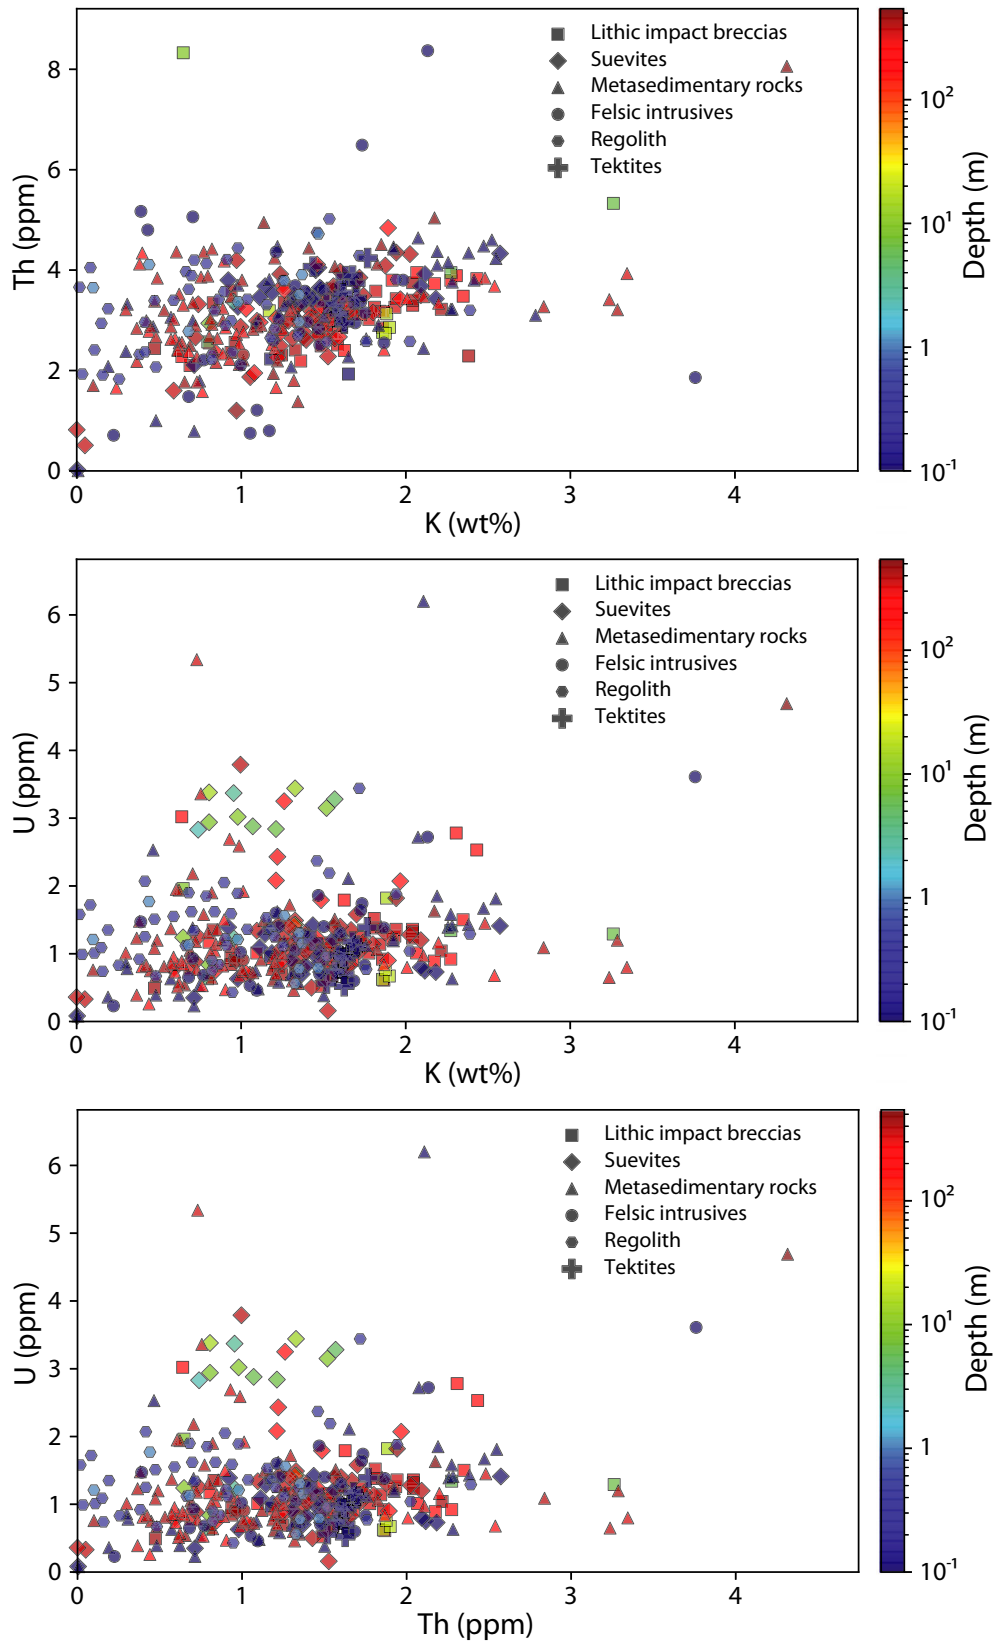 8
6
4
2
0
Th (ppm)
Lithic impact breccias
Suevites
Metasedimentary rocks
Felsic intrusives
Regolith
Tektites
0 1 2 3 4
K (wt%)
10²
10¹
1
10⁻¹
Depth (m)
6
5
4
3
2
1
0
U (ppm)
Lithic impact breccias
Suevites
Metasedimentary rocks
Felsic intrusives
Regolith
Tektites
0 1 2 3 4
K (wt%)
10²
10¹
1
10⁻¹
Depth (m)
6
5
4
3
2
1
0
U (ppm)
Lithic impact breccias
Suevites
Metasedimentary rocks
Felsic intrusives
Regolith
Tektites
0 1 2 3 4
Th (ppm)
10²
10¹
1
10⁻¹
Depth (m)